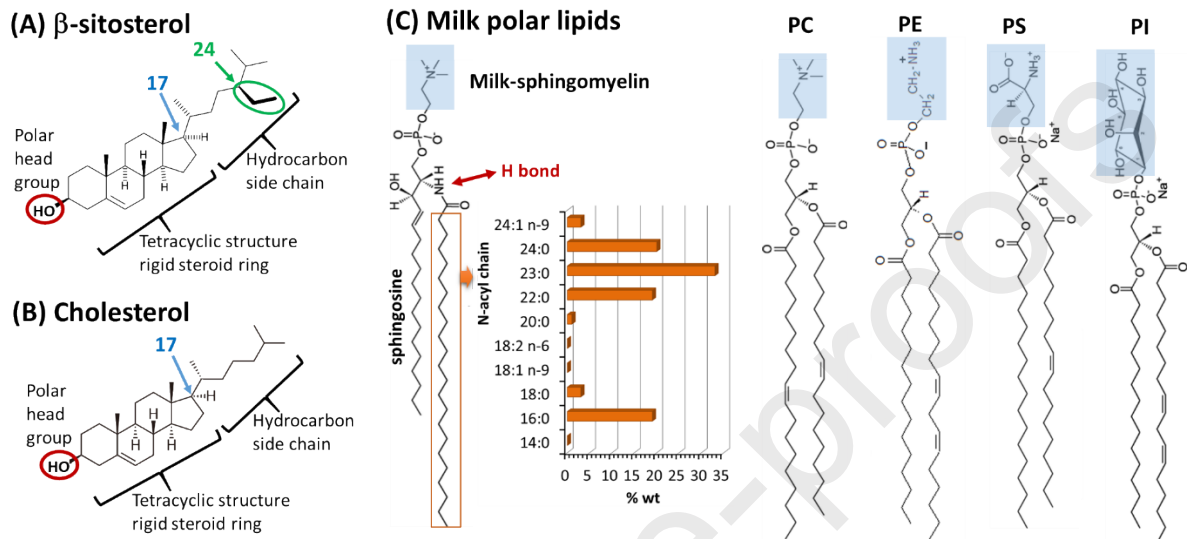 (A) β-sitosterol
24
17
Polar
head
group
HO
H
H
H
H
Hydrocarbon
side chain
Tetracyclic structure
rigid steroid ring
(B) Cholesterol
17
Polar
head
group
HO
H
H
H
H
Hydrocarbon
side chain
Tetracyclic structure
rigid steroid ring
(C) Milk polar lipids
Milk-sphingomyelin
H bond
sphingosine
N-acyl chain
24:1 n-9
24:0
23:0
22:0
20:0
18:2 n-6
18:1 n-9
18:0
16:0
14:0
0 5 10 15 20 25 30 35
% wt
PC
PE
PS
PI
Na⁺
Na⁺
e-proofs